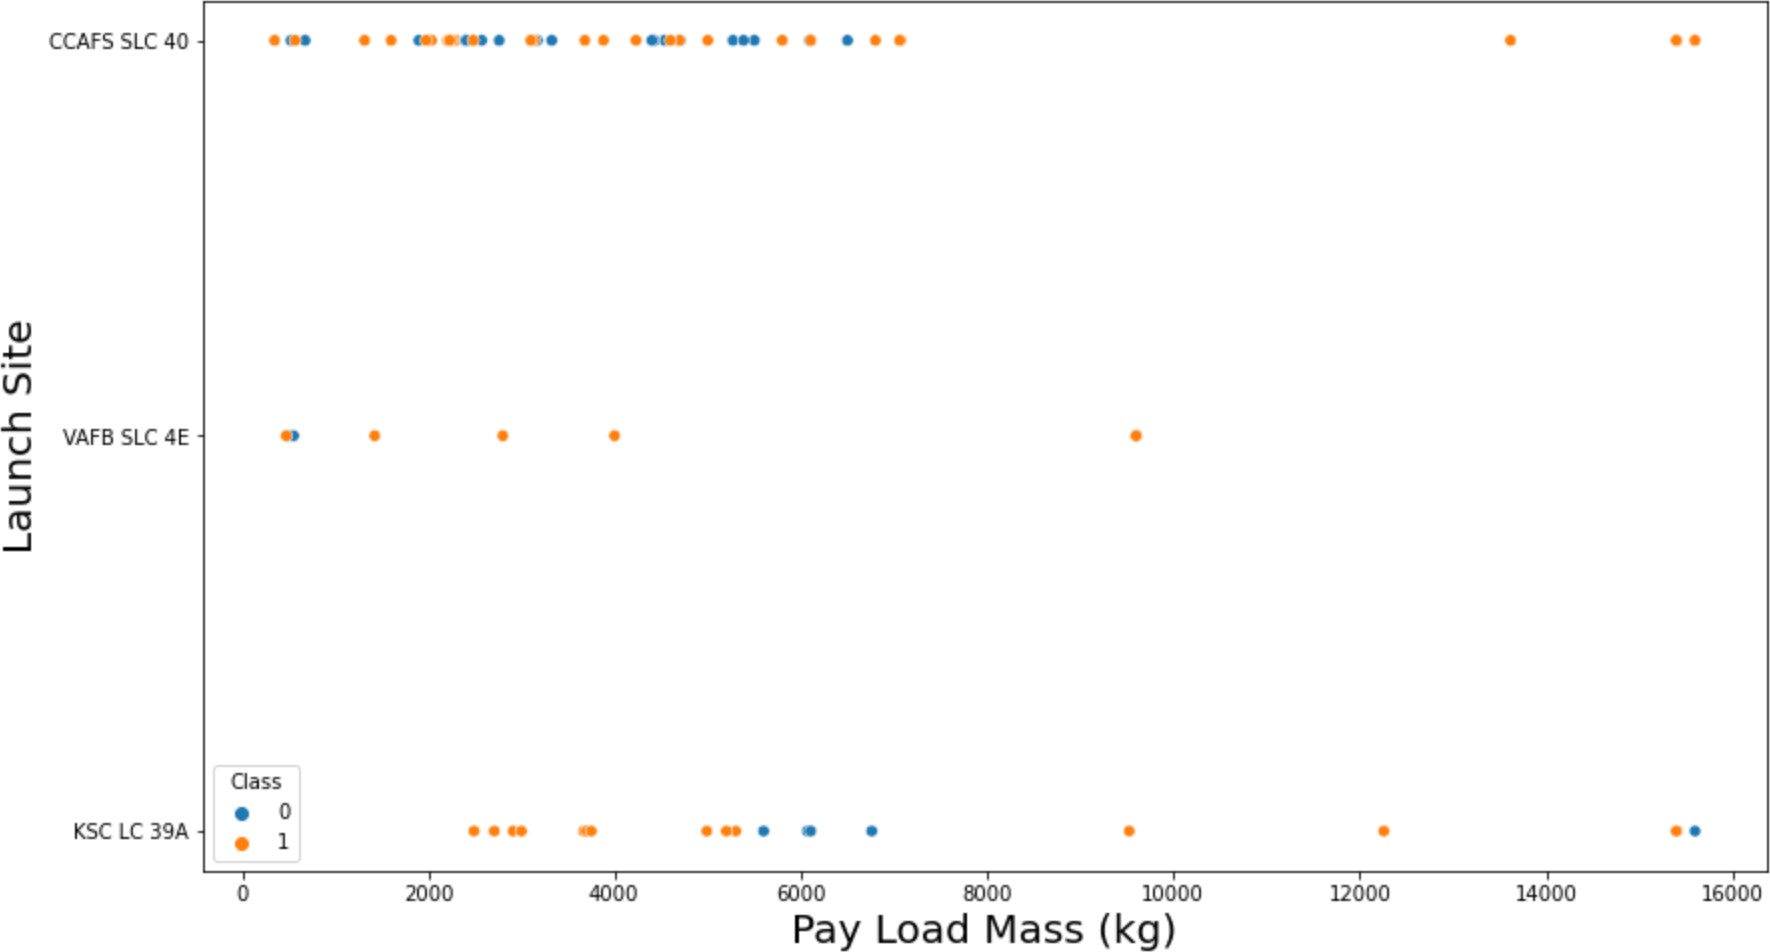 CCAFS SLC 40
VAFB SLC 4E
KSC LC 39A
Launch Site
Class
0
1
0 2000 4000 6000 8000 10000 12000 14000 16000
Pay Load Mass (kg)